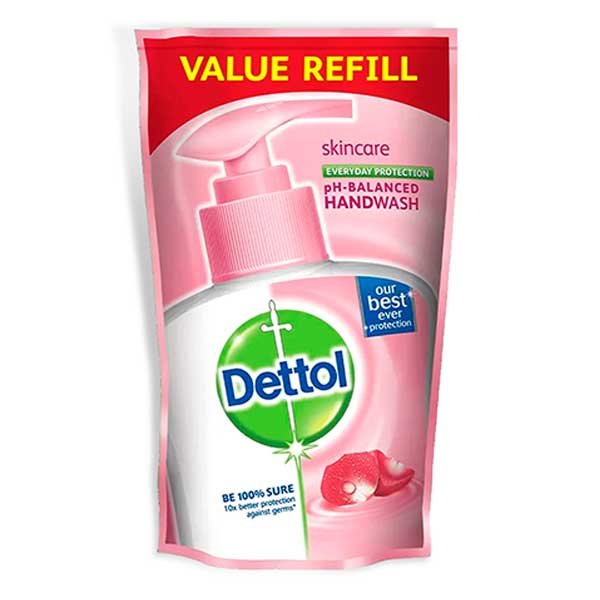 VALUE REFILL
skincare
EVERYDAY PROTECTION
pH-BALANCED
HANDWASH
our
best
ever
protection
Dettol
BE 100% SURE
10x better protection
against germs*